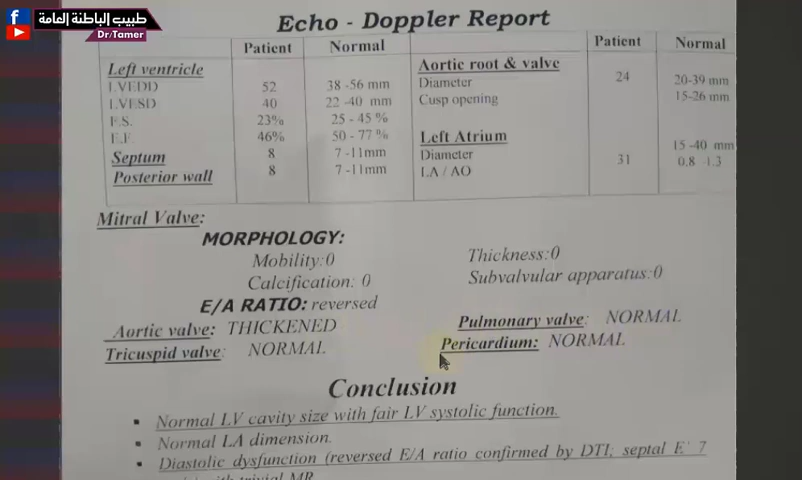 طبيب الباطنة العامة
Dr/Tamer
Echo - Doppler Report
Patient Normal
Left ventricle
LVEDD 52 38 -56 mm
LVESD 40 22 -40 mm
F.S. 23% 25 - 45 %
E.F. 46% 50 - 77 %
Septum 8 7 -11mm
Posterior wall 8 7 -11mm
Patient Normal
Aortic root & valve
Diameter 24 20-39 mm
Cusp opening 15-26 mm
Left Atrium
Diameter 31 15 -40 mm
LA / AO 0.8 -1.3
Mitral Valve:
MORPHOLOGY:
Mobility:0 Thickness:0
Calcification: 0 Subvalvular apparatus:0
E/A RATIO: reversed
Aortic valve: THICKENED Pulmonary valve: NORMAL
Tricuspid valve: NORMAL Pericardium: NORMAL
Conclusion
Normal LV cavity size with fair LV systolic function.
Normal LA dimension.
Diastolic dysfunction (reversed E/A ratio confirmed by DTI; septal E' 7
with trivial MR